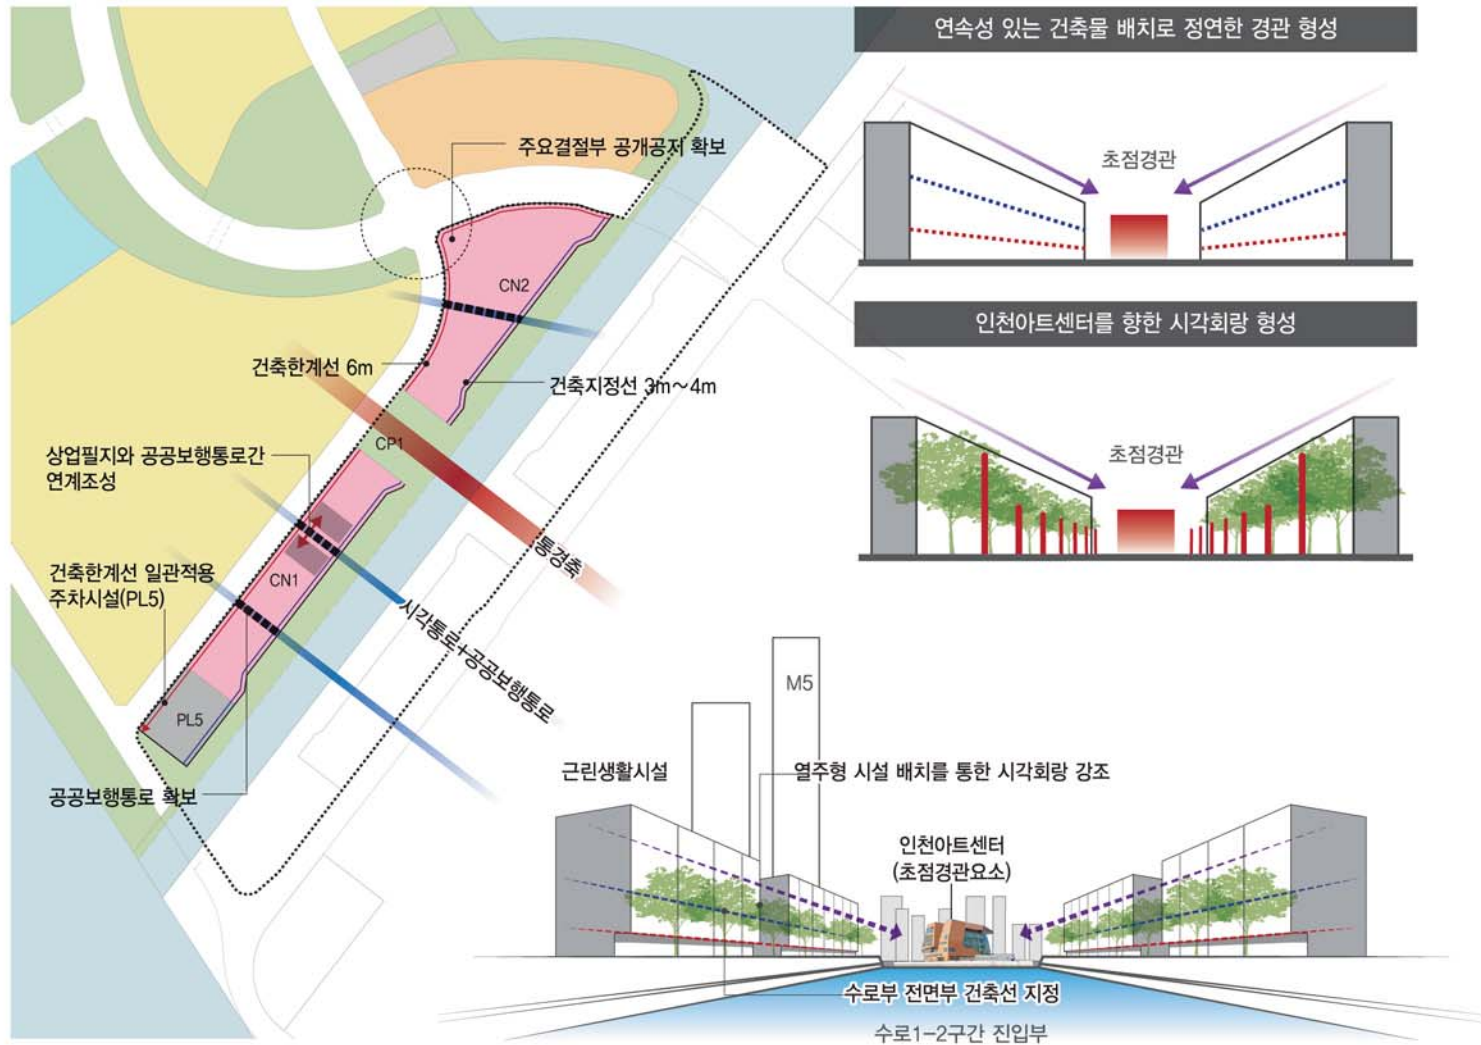 연속성 있는 건축물 배치로 정연한 경관 형성
초점경관
인천아트센터를 향한 시각회랑 형성
초점경관
주요결절부 공개공지 확보
CN2
건축한계선 6m
건축지정선 3m~4m
CP1
상업필지와 공공보행통로간
연계조성
통경축
건축한계선 일관적용
주차시설(PL5)
CN1
시각통로+공공보행통로
PL5
공공보행통로 확보
M5
근린생활시설
열주형 시설 배치를 통한 시각회랑 강조
인천아트센터
(초점경관요소)
수로부 전면부 건축선 지정
수로1-2구간 진입부